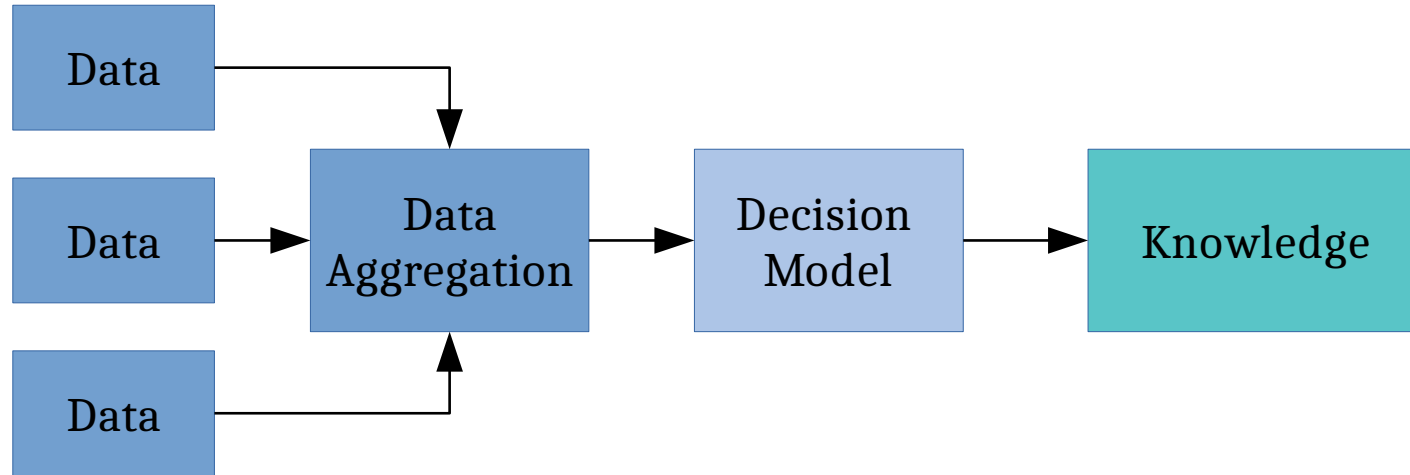 Data
Data
Data
Data
Aggregation
Decision
Model
Knowledge